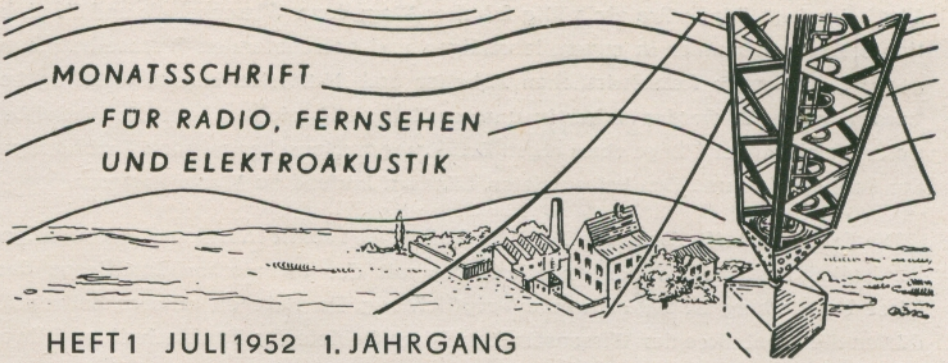 MONATSSCHRIFT
FÜR RADIO, FERNSEHEN
UND ELEKTROAKUSTIK
HEFT 1 JULI 1952 1. JAHRGANG